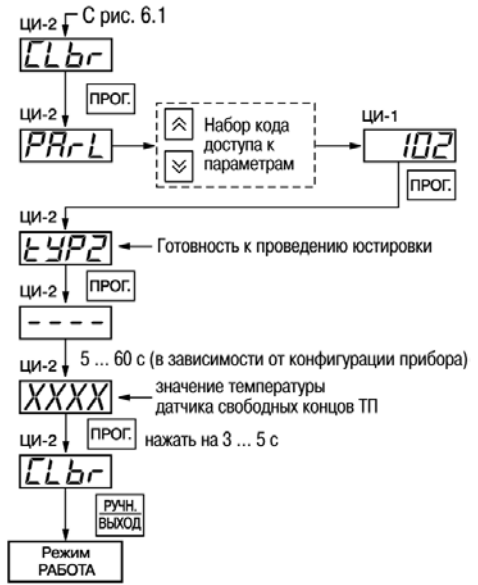 С рис. 6.1
ЦИ-2
CLbr
ПРОГ.
ЦИ-2
PArL
Набор кода
доступа к
параметрам
ЦИ-1
102
ПРОГ.
ЦИ-2
tYP2
Готовность к проведению юстировки
ЦИ-2
ПРОГ.
- - - -
5 ... 60 с (в зависимости от конфигурации прибора)
ЦИ-2
XXXX
значение температуры
датчика свободных концов ТП
ЦИ-2
ПРОГ.
нажать на 3 ... 5 с
CLbr
РУЧН.
ВЫХОД
Режим
РАБОТА